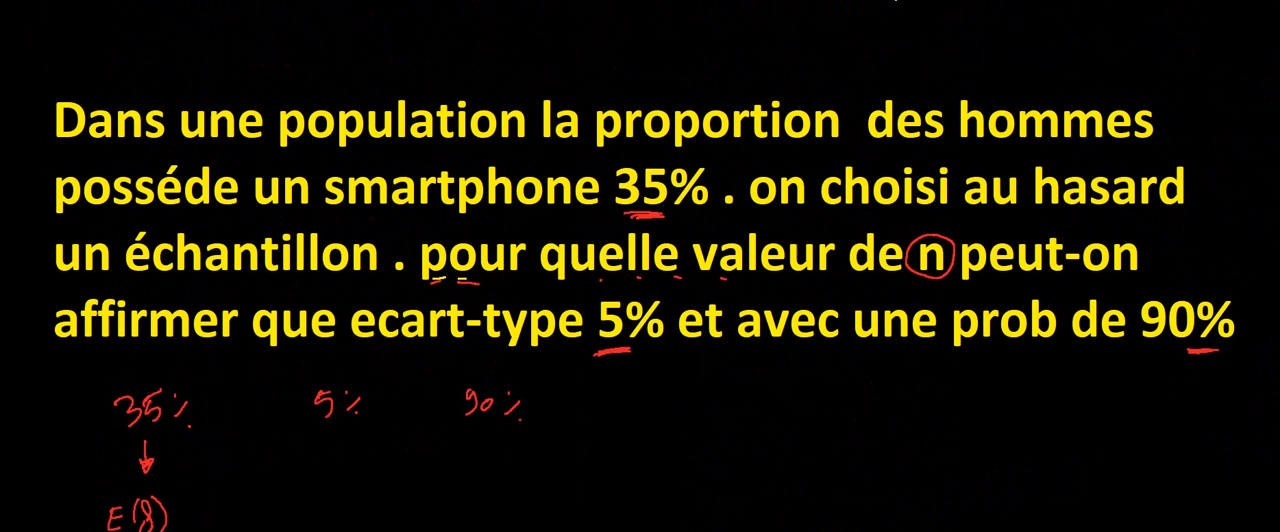 Dans une population la proportion des hommes
posséde un smartphone 35% . on choisi au hasard
un échantillon . pour quelle valeur de n peut-on
affirmer que ecart-type 5% et avec une prob de 90%
35% 5% 90%
E(f)